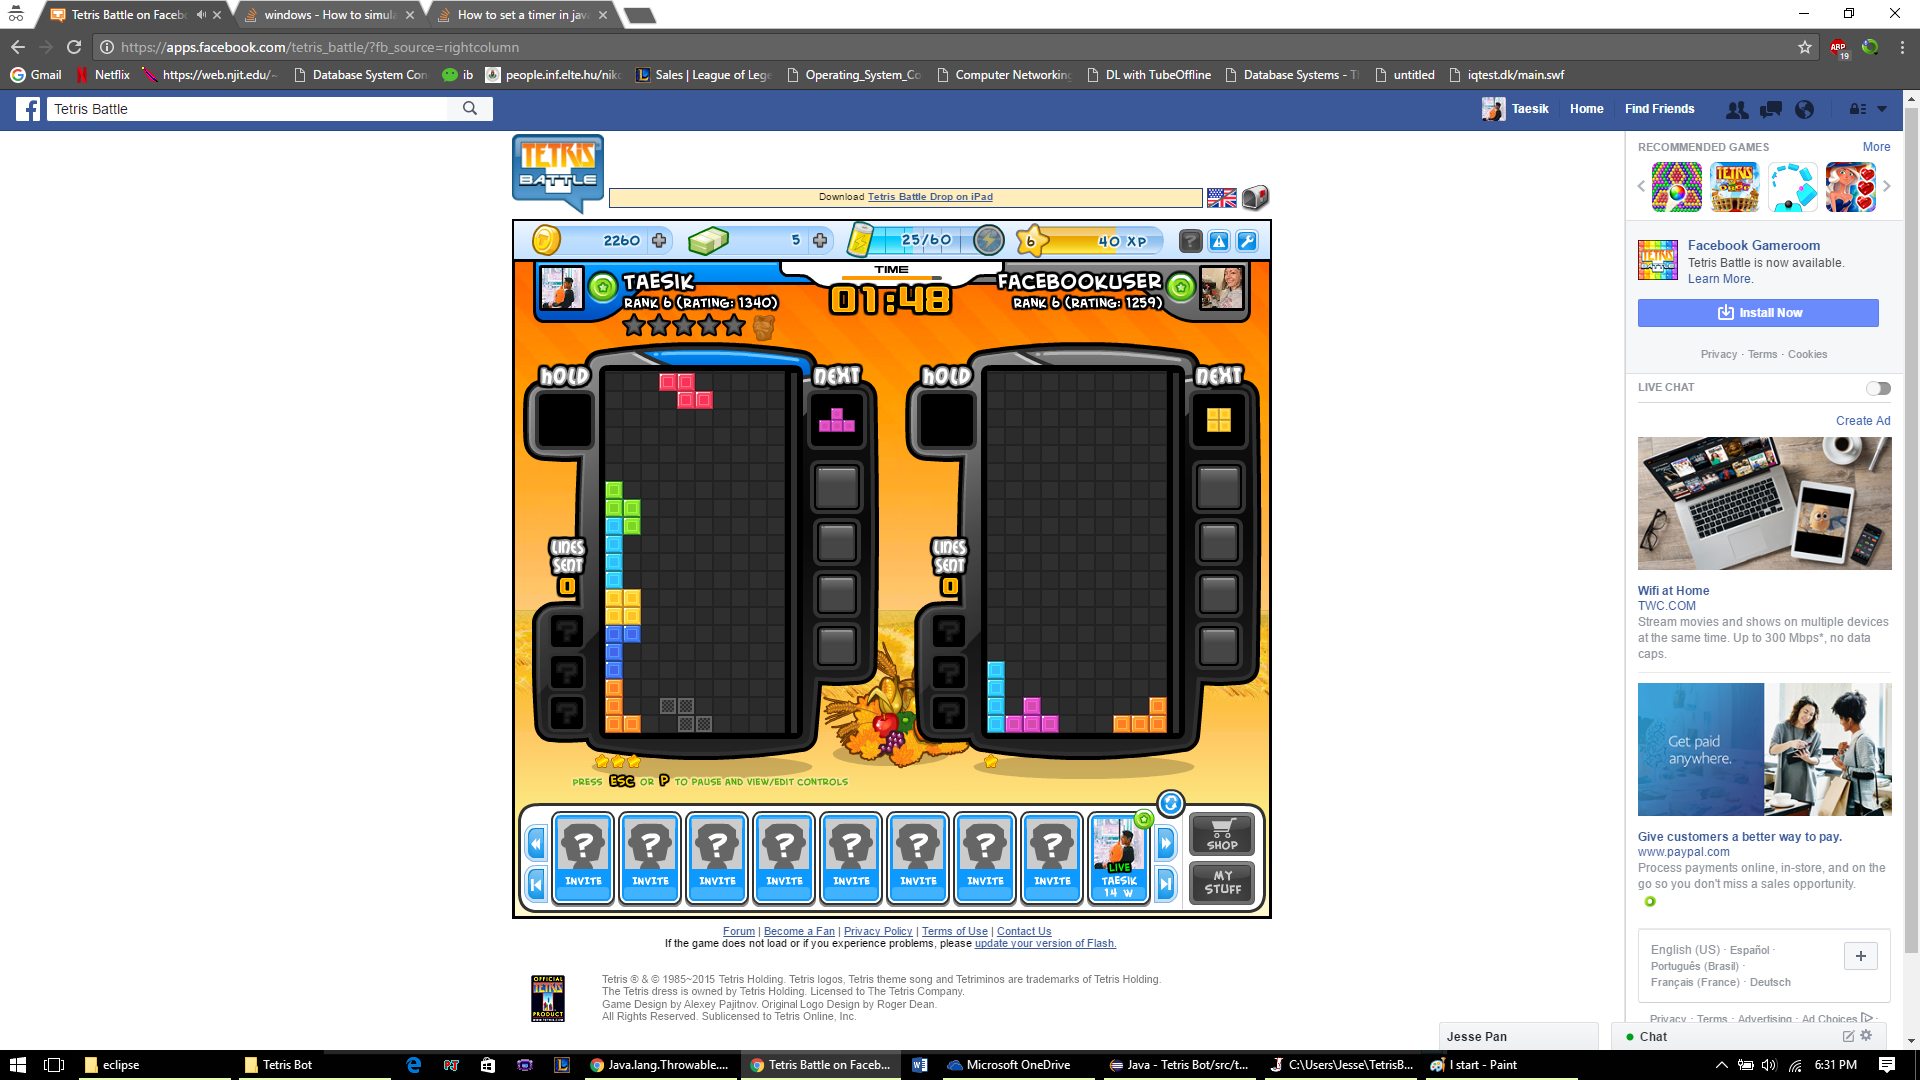 Tetris Battle on Faceb
windows - How to simula
How to set a timer in java
https://apps.facebook.com/tetris_battle/?fb_source=rightcolumn
ABP
19
Gmail
Netflix
https://web.njit.edu/~
Database System Con
ib
people.inf.elte.hu/nik
Sales | League of Lege
Operating_System_Co
Computer Networking
DL with TubeOffline
Database Systems - T
untitled
iqtest.dk/main.swf
Tetris Battle
Taesik
Home
Find Friends
TETRIS
BATTLE
Download Tetris Battle Drop on iPad
2260
5
25/60
6
40 XP
TAESIK
RANK 6 (RATING: 1340)
TIME
01:48
FACEBOOKUSER
RANK 6 (RATING: 1259)
HOLD
NEXT
HOLD
NEXT
LINES
SENT
0
LINES
SENT
0
PRESS ESC OR P TO PAUSE AND VIEW/EDIT CONTROLS
INVITE
INVITE
INVITE
INVITE
INVITE
INVITE
INVITE
INVITE
LIVE
TAESIK
14 W
SHOP
MY
STUFF
Forum | Become a Fan | Privacy Policy | Terms of Use | Contact Us
If the game does not load or if you experience problems, please update your version of Flash.
OFFICIAL
TETRIS
PRODUCT
Tetris ® & © 1985~2015 Tetris Holding. Tetris logos, Tetris theme song and Tetriminos are trademarks of Tetris Holding.
The Tetris dress is owned by Tetris Holding. Licensed to The Tetris Company.
Game Design by Alexey Pajitnov. Original Logo Design by Roger Dean.
All Rights Reserved. Sublicensed to Tetris Online, Inc.
RECOMMENDED GAMES
More
Facebook Gameroom
Tetris Battle is now available.
Learn More.
Install Now
Privacy · Terms · Cookies
LIVE CHAT
Create Ad
Wifi at Home
TWC.COM
Stream movies and shows on multiple devices
at the same time. Up to 300 Mbps*, no data
caps.
Get paid
anywhere.
Give customers a better way to pay.
www.paypal.com
Process payments online, in-store, and on the
go so you don't miss a sales opportunity.
English (US) · Español ·
Português (Brasil) ·
Français (France) · Deutsch
Privacy · Terms · Advertising · Ad Choices
Jesse Pan
Chat
eclipse
Tetris Bot
Java.lang.Throwable....
Tetris Battle on Faceb...
Microsoft OneDrive
Java - Tetris Bot/src/t...
C:\Users\Jesse\TetrisB...
I start - Paint
6:31 PM